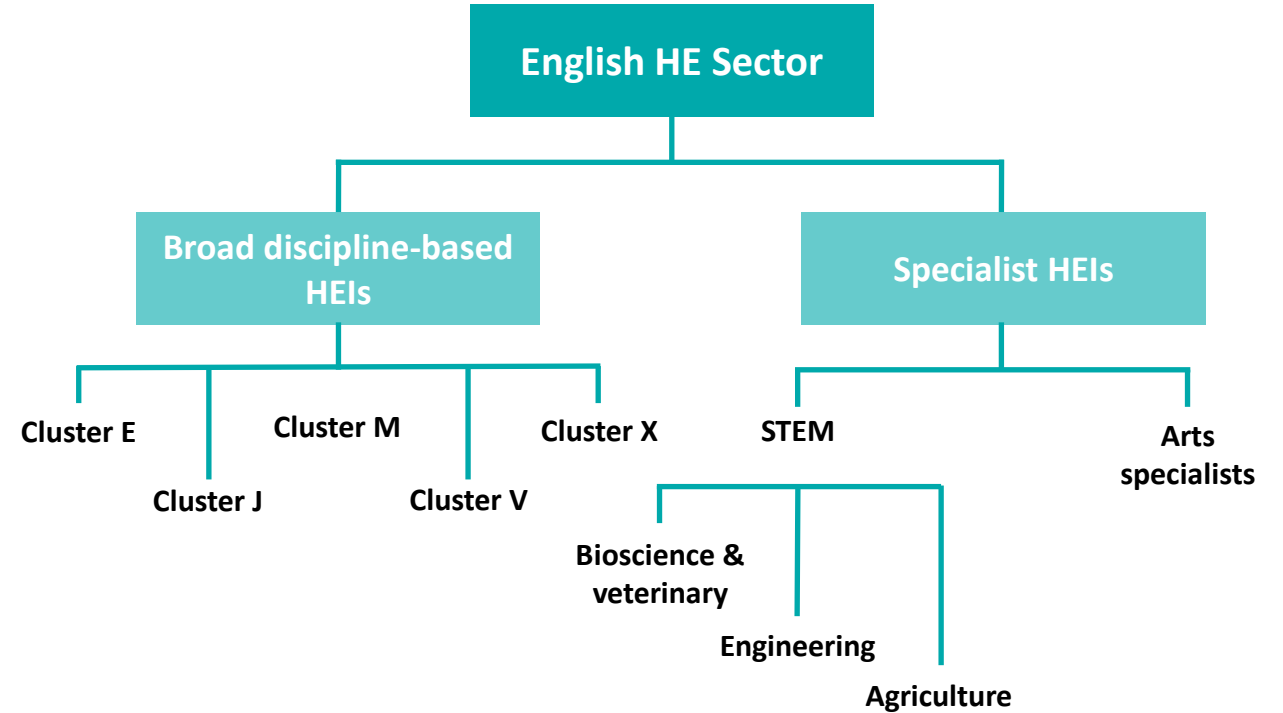 English HE Sector
Broad discipline-based
HEIs
Specialist HEIs
Cluster E
Cluster J
Cluster M
Cluster V
Cluster X
STEM
Arts
specialists
Bioscience &
veterinary
Engineering
Agriculture